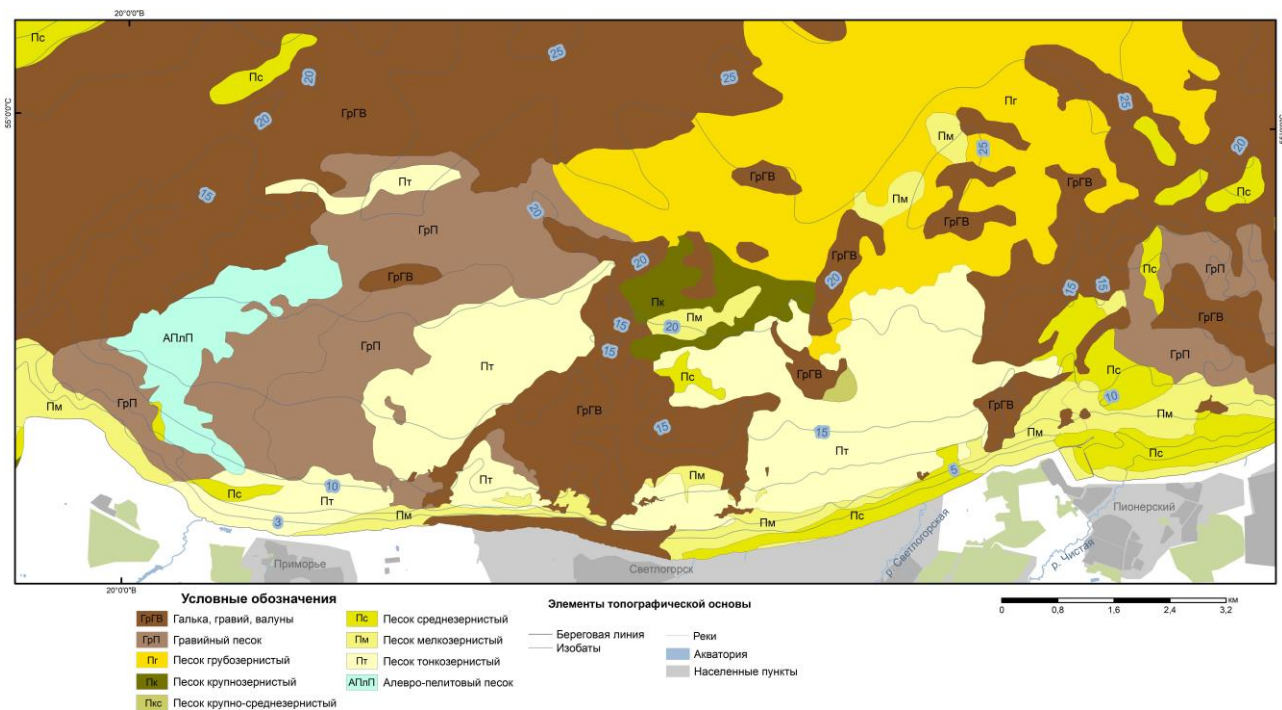 20°0'0"В
Пс
25
Пс
20
25
25
55°0'0"С
20
ГрГВ
Пг
Пм
25
20
15
Пт
ГрГВ
ГрГВ
Пс
20
Пм
ГрП
ГрГВ
ГрГВ
20
Пс
ГрП
ГрГВ
20
15
15
Пк
Пм
20
15
ГрГВ
АПлП
ГрП
15
Пт
Пс
ГрГВ
ГрП
Пс
10
Пм
ГрП
ГрГВ
ГрГВ
Пм
15
15
Пм
Пт
5
Пс
Пт
Пм
Пс
10
Пт
3
Пм
Пм
Пс
Пионерский
р. Светлогорская
р. Чистая
Приморье
Светлогорск
20°0'0"В
Условные обозначения
ГрГВ Галька, гравий, валуны
ГрП Гравийный песок
Пг Песок грубозернистый
Пк Песок крупнозернистый
Пкс Песок крупно-среднезернистый
Пс Песок среднезернистый
Пм Песок мелкозернистый
Пт Песок тонкозернистый
АПлП Алевро-пелитовый песок
Элементы топографической основы
Береговая линия
Изобаты
Реки
Акватория
Населенные пункты
км
0 0,8 1,6 2,4 3,2